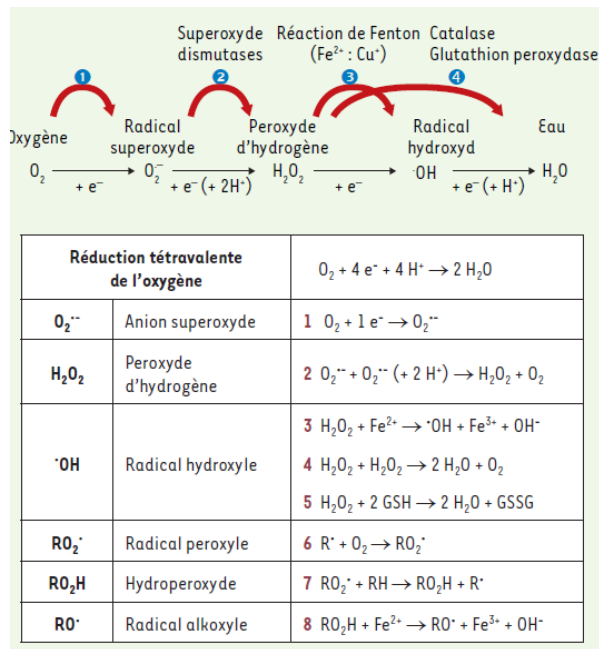 Superoxyde Réaction de Fenton Catalase
dismutases (Fe²⁺ : Cu⁺) Glutathion peroxydase
1 2 3 4
Oxygène Radical superoxyde Peroxyde d'hydrogène Radical hydroxyd Eau
O₂ + e⁻ → O₂⁻ + e⁻ (+ 2H⁺) → H₂O₂ + e⁻ → ·OH + e⁻ (+ H⁺) → H₂O
Réduction tétravalente
de l'oxygène
O₂ + 4 e⁻ + 4 H⁺ → 2 H₂O
O₂·⁻ Anion superoxyde 1 O₂ + 1 e⁻ → O₂·⁻
H₂O₂ Peroxyde
d'hydrogène
2 O₂·⁻ + O₂·⁻ (+ 2 H⁺) → H₂O₂ + O₂
·OH Radical hydroxyle
3 H₂O₂ + Fe²⁺ → ·OH + Fe³⁺ + OH⁻
4 H₂O₂ + H₂O₂ → 2 H₂O + O₂
5 H₂O₂ + 2 GSH → 2 H₂O + GSSG
RO₂· Radical peroxyle 6 R· + O₂ → RO₂·
RO₂H Hydroperoxyde 7 RO₂· + RH → RO₂H + R·
RO· Radical alkoxyle 8 RO₂H + Fe²⁺ → RO· + Fe³⁺ + OH⁻